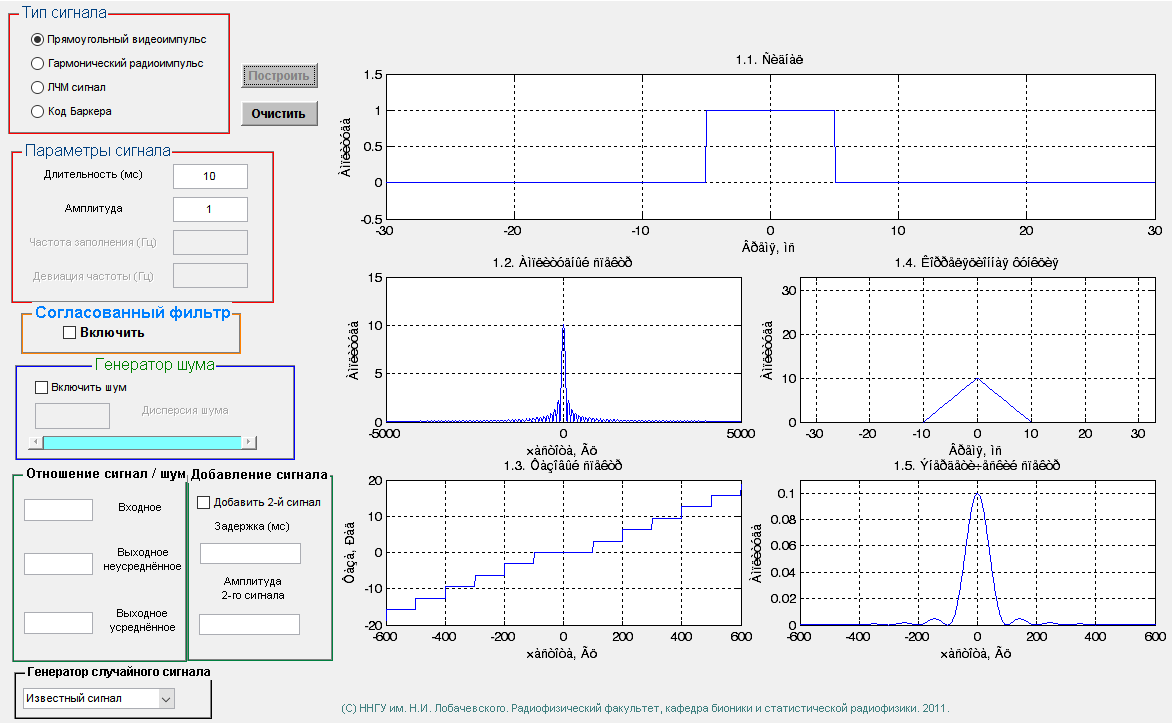 Тип сигнала
Прямоугольный видеоимпульс
Гармонический радиоимпульс
ЛЧМ сигнал
Код Баркера
Построить
Очистить
Параметры сигнала
Длительность (мс)
10
Амплитуда
1
Частота заполнения (Гц)
Девиация частоты (Гц)
Согласованный фильтр
Включить
Генератор шума
Включить шум
Дисперсия шума
Отношение сигнал / шум
Входное
Выходное
неусреднённое
Выходное
усреднённое
Добавление сигнала
Добавить 2-й сигнал
Задержка (мс)
Амплитуда
2-го сигнала
Генератор случайного сигнала
Известный сигнал
1.1. Ñèãíàë
Àìïëèòóäà
1.5
1
0.5
0
-0.5
-30
-20
-10
0
10
20
30
Âðåìÿ, ìñ
1.2. Àìïëèòóäíûé ñïåêòð
Àìïëèòóäà
15
10
5
0
-5000
0
5000
×àñòîòà, Ãö
1.4. Êîððåëÿöèîííàÿ ôóíêöèÿ
Àìïëèòóäà
30
20
10
0
-30
-20
-10
0
10
20
30
Âðåìÿ, ìñ
1.3. Ôàçîâûé ñïåêòð
Ôàçà, Ðàä
20
10
0
-10
-20
-600
-400
-200
0
200
400
600
×àñòîòà, Ãö
1.5. Ýíåðãåòè÷åñêèé ñïåêòð
Àìïëèòóäà
0.1
0.08
0.06
0.04
0.02
0
-600
-400
-200
0
200
400
600
×àñòîòà, Ãö
(С) ННГУ им. Н.И. Лобачевского. Радиофизический факультет, кафедра бионики и статистической радиофизики. 2011.